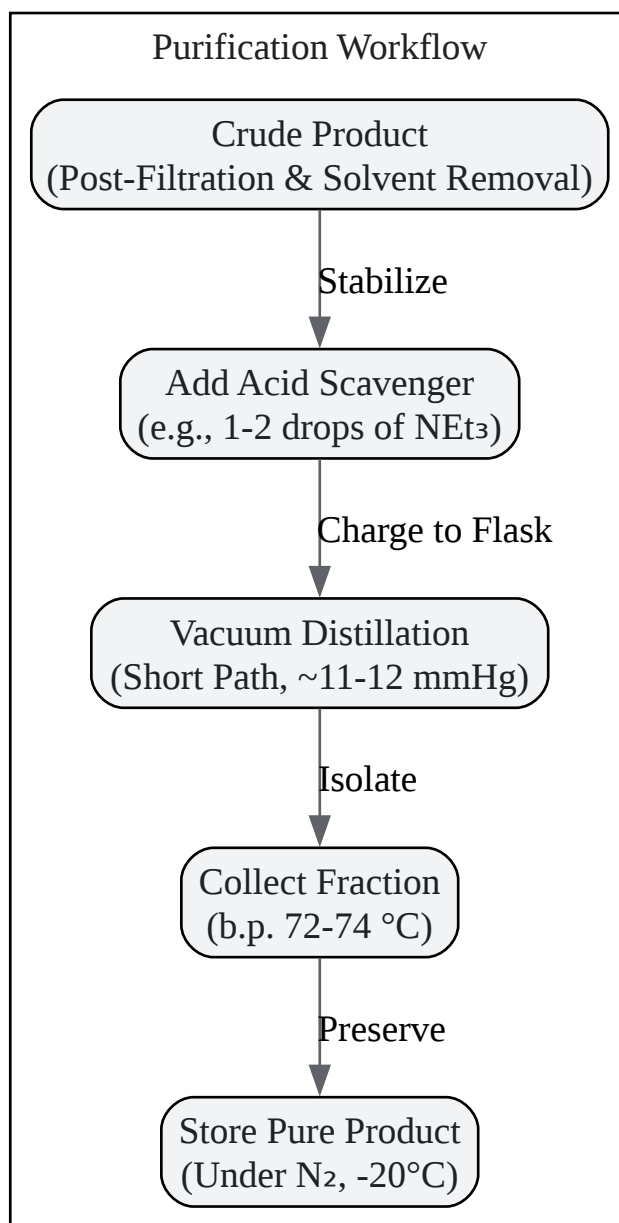 Purification Workflow
Crude Product
(Post-Filtration & Solvent Removal)
Stabilize
Add Acid Scavenger
(e.g., 1-2 drops of NEt₃)
Charge to Flask
Vacuum Distillation
(Short Path, ~11-12 mmHg)
Isolate
Collect Fraction
(b.p. 72-74 °C)
Preserve
Store Pure Product
(Under N₂, -20°C)